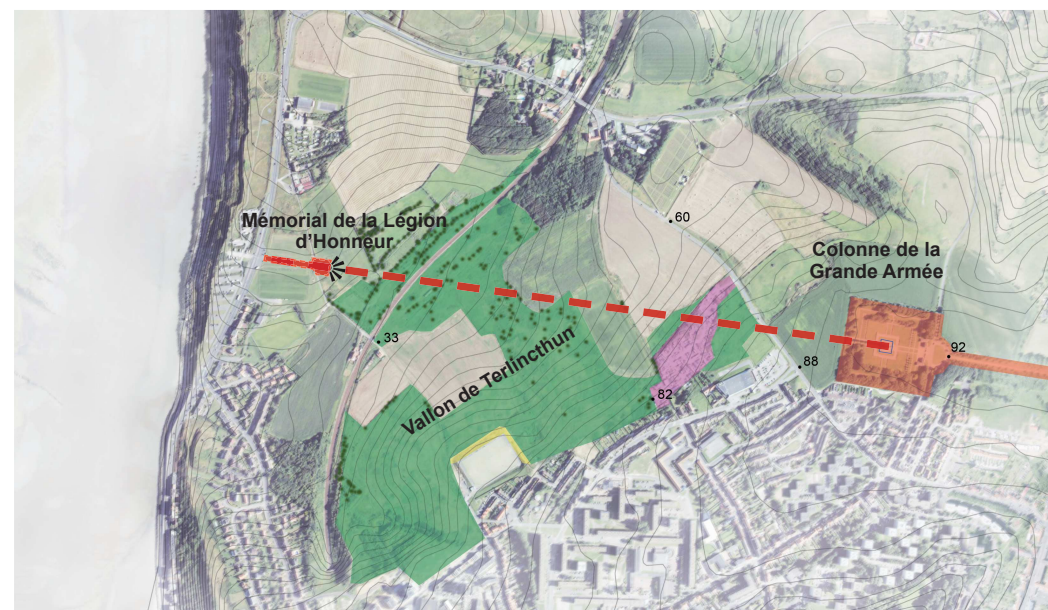 Mémorial de la Légion
d'Honneur
60
Colonne de la
Grande Armée
33
92
88
Vallon de Terlincthun
82